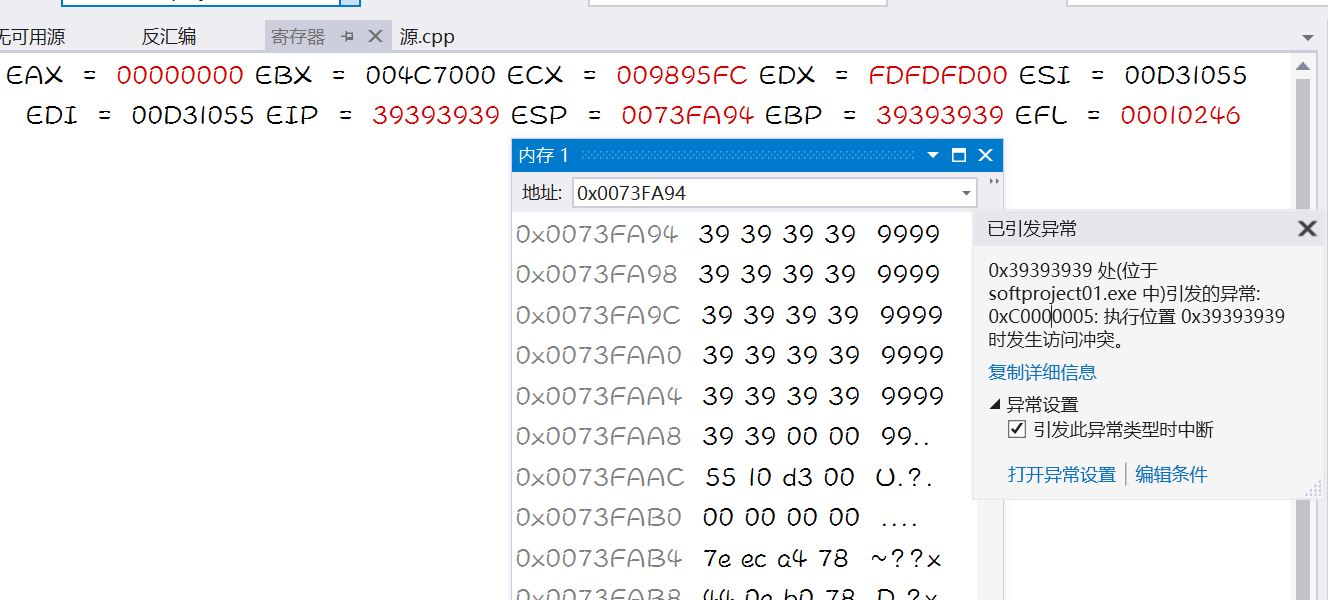 无可用源 反汇编 寄存器 源.cpp
EAX = 00000000 EBX = 004C7000 ECX = 009895FC EDX = FDFDFD00 ESI = 00D31055
EDI = 00D31055 EIP = 39393939 ESP = 0073FA94 EBP = 39393939 EFL = 00010246
内存 1
地址: 0x0073FA94
0x0073FA94 39 39 39 39 9999
0x0073FA98 39 39 39 39 9999
0x0073FA9C 39 39 39 39 9999
0x0073FAA0 39 39 39 39 9999
0x0073FAA4 39 39 39 39 9999
0x0073FAA8 39 39 00 00 99..
0x0073FAAC 55 10 d3 00 U.?.
0x0073FAB0 00 00 00 00 ....
0x0073FAB4 7e ec a4 78 ~??x
0x0073FAB8 44 0e b0 78 D.?x
已引发异常
0x39393939 处(位于
softproject01.exe 中)引发的异常:
0xC0000005: 执行位置 0x39393939
时发生访问冲突。
复制详细信息
异常设置
引发此异常类型时中断
打开异常设置 编辑条件